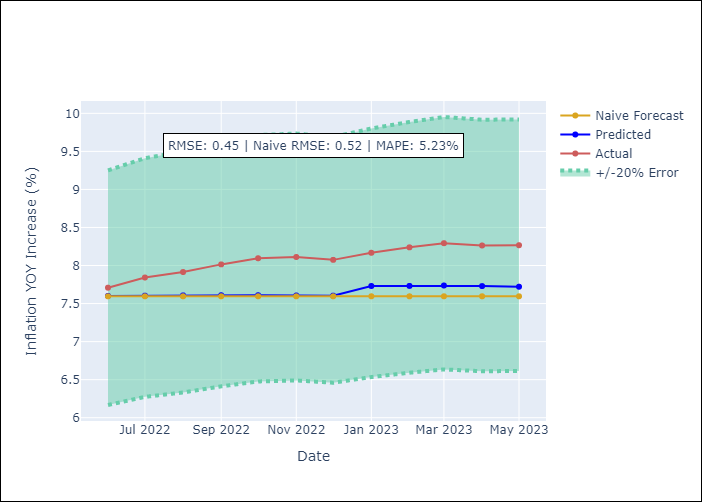 RMSE: 0.45 | Naive RMSE: 0.52 | MAPE: 5.23%
Naive Forecast
Predicted
Actual
+/-20% Error
Inflation YOY Increase (%)
10
9.5
9
8.5
8
7.5
7
6.5
6
Jul 2022
Sep 2022
Nov 2022
Jan 2023
Mar 2023
May 2023
Date